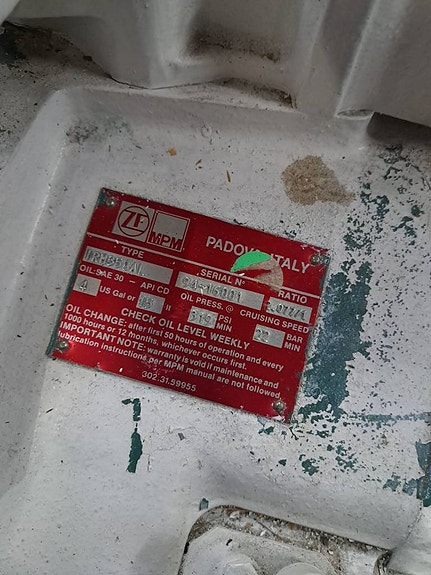 ZF MPM PADOVA ITALY
TYPE SERIAL N° RATIO
OIL:SAE 30 - API CD OIL PRESS. @ CRUISING SPEED
4 US Gal or lt PSI MIN 22 BAR MIN
CHECK OIL LEVEL WEEKLY
OIL CHANGE: after first 50 hours of operation and every
1000 hours or 12 months, whichever occurs first.
IMPORTANT NOTE: warranty is void if maintenance and
lubrication instructions per MPM manual are not followed
302.31.59955